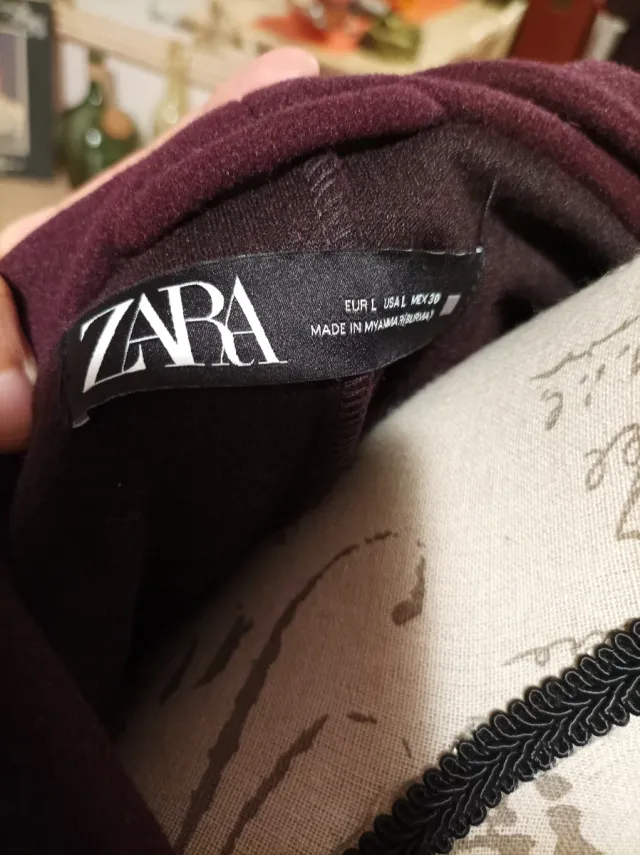 ZARA
EUR L USA L MEX 30
MADE IN MYANMAR(BURMA)